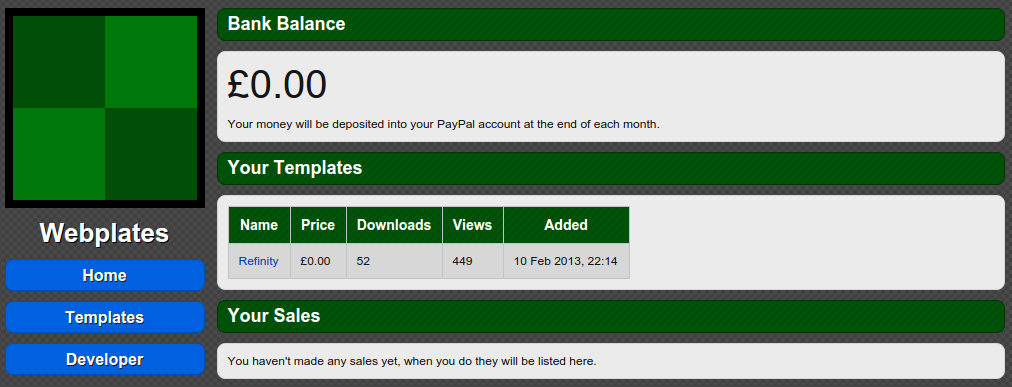 Webplates
Home
Templates
Developer
Bank Balance
£0.00
Your money will be deposited into your PayPal account at the end of each month.
Your Templates
Name Price Downloads Views Added
Refinity £0.00 52 449 10 Feb 2013, 22:14
Your Sales
You haven't made any sales yet, when you do they will be listed here.